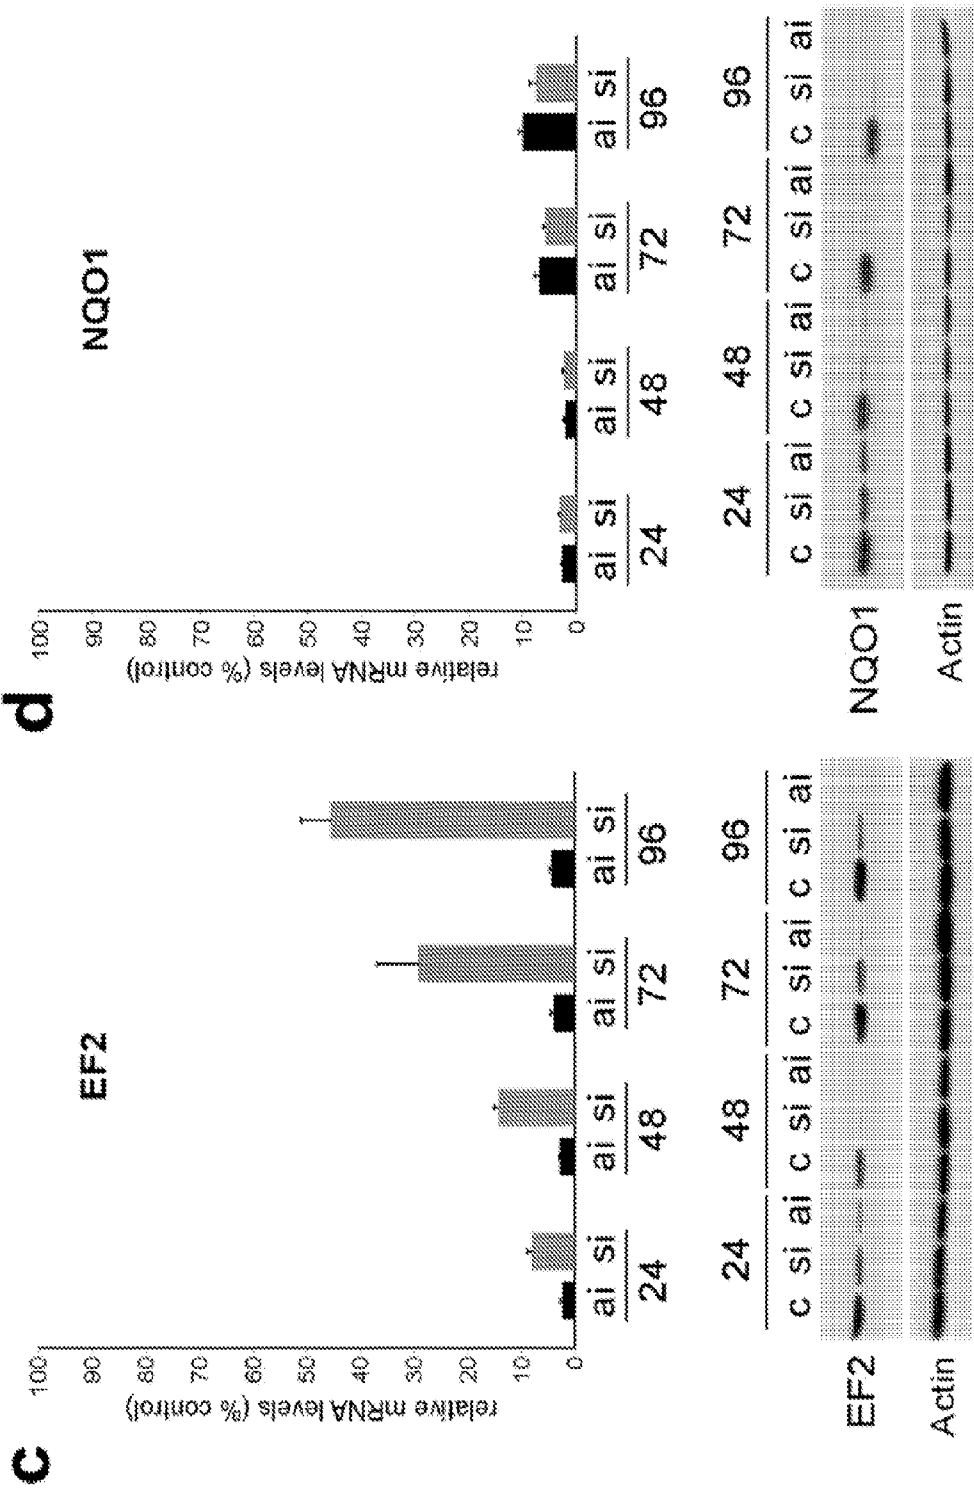 c
EF2
relative mRNA levels (% control)
100
90
80
70
60
50
40
30
20
10
0
ai si ai si ai si ai si
24 48 72 96
24 48 72 96
c si ai c si ai c si ai c si ai
EF2
Actin
d
NQO1
relative mRNA levels (% control)
100
90
80
70
60
50
40
30
20
10
0
ai si ai si ai si ai si
24 48 72 96
24 48 72 96
c si ai c si ai c si ai c si ai
NQO1
Actin